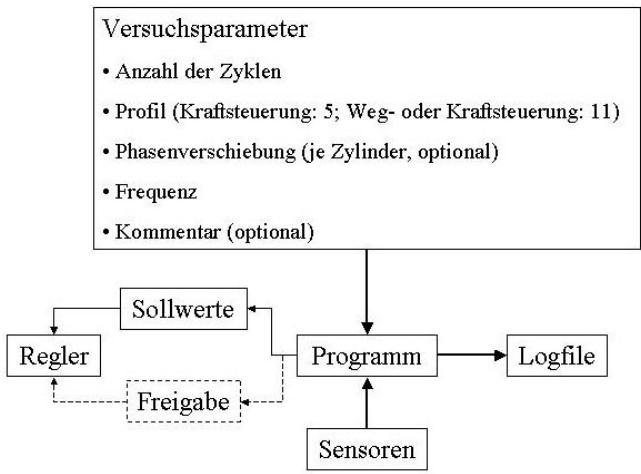 Versuchsparameter
• Anzahl der Zyklen
• Profil (Kraftsteuerung: 5; Weg- oder Kraftsteuerung: 11)
• Phasenverschiebung (je Zylinder, optional)
• Frequenz
• Kommentar (optional)
Sollwerte
Regler
Programm
Logfile
Freigabe
Sensoren